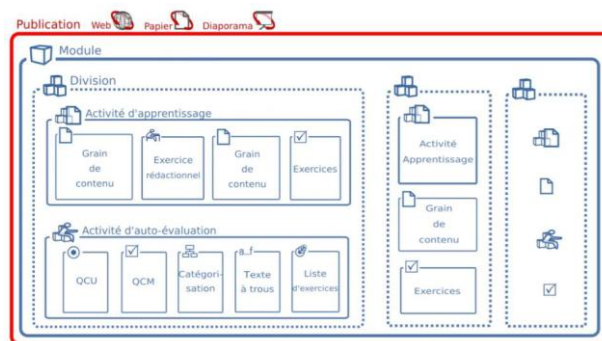 Publication Web Papier Diaporama
Module
Division
Activité d'apprentissage
Grain
de
contenu
Exercice
rédactionnel
Grain
de
contenu
Exercices
Activité d'auto-évaluation
QCU
QCM
Catégori-
sation
a_f
Texte
à trous
Liste
d'exercices
Activité
Apprentissage
Grain
de
contenu
Exercices